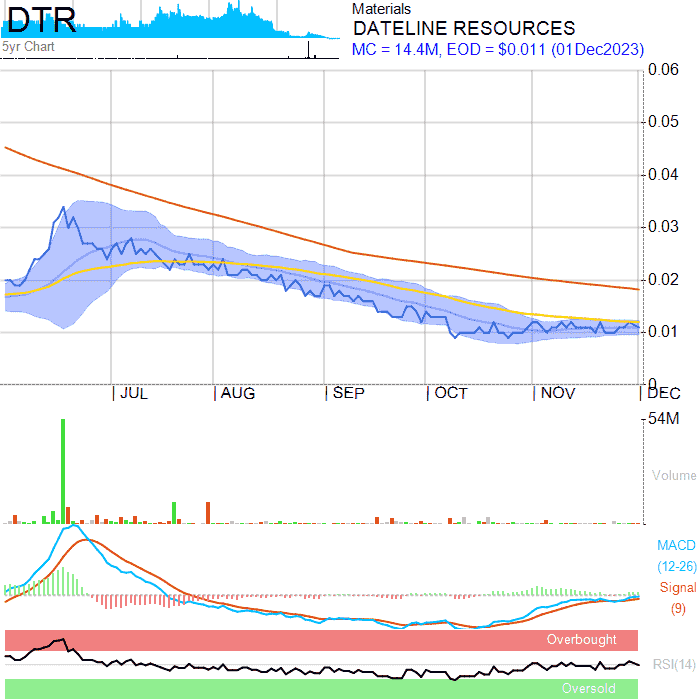 DTR
5yr Chart
Materials
DATELINE RESOURCES
MC = 14.4M, EOD = $0.011 (01Dec2023)
0.06
0.05
0.04
0.03
0.02
0.01
0
JUL AUG SEP OCT NOV DEC
54M
Volume
MACD
(12-26)
Signal
(9)
Overbought
RSI(14)
Oversold